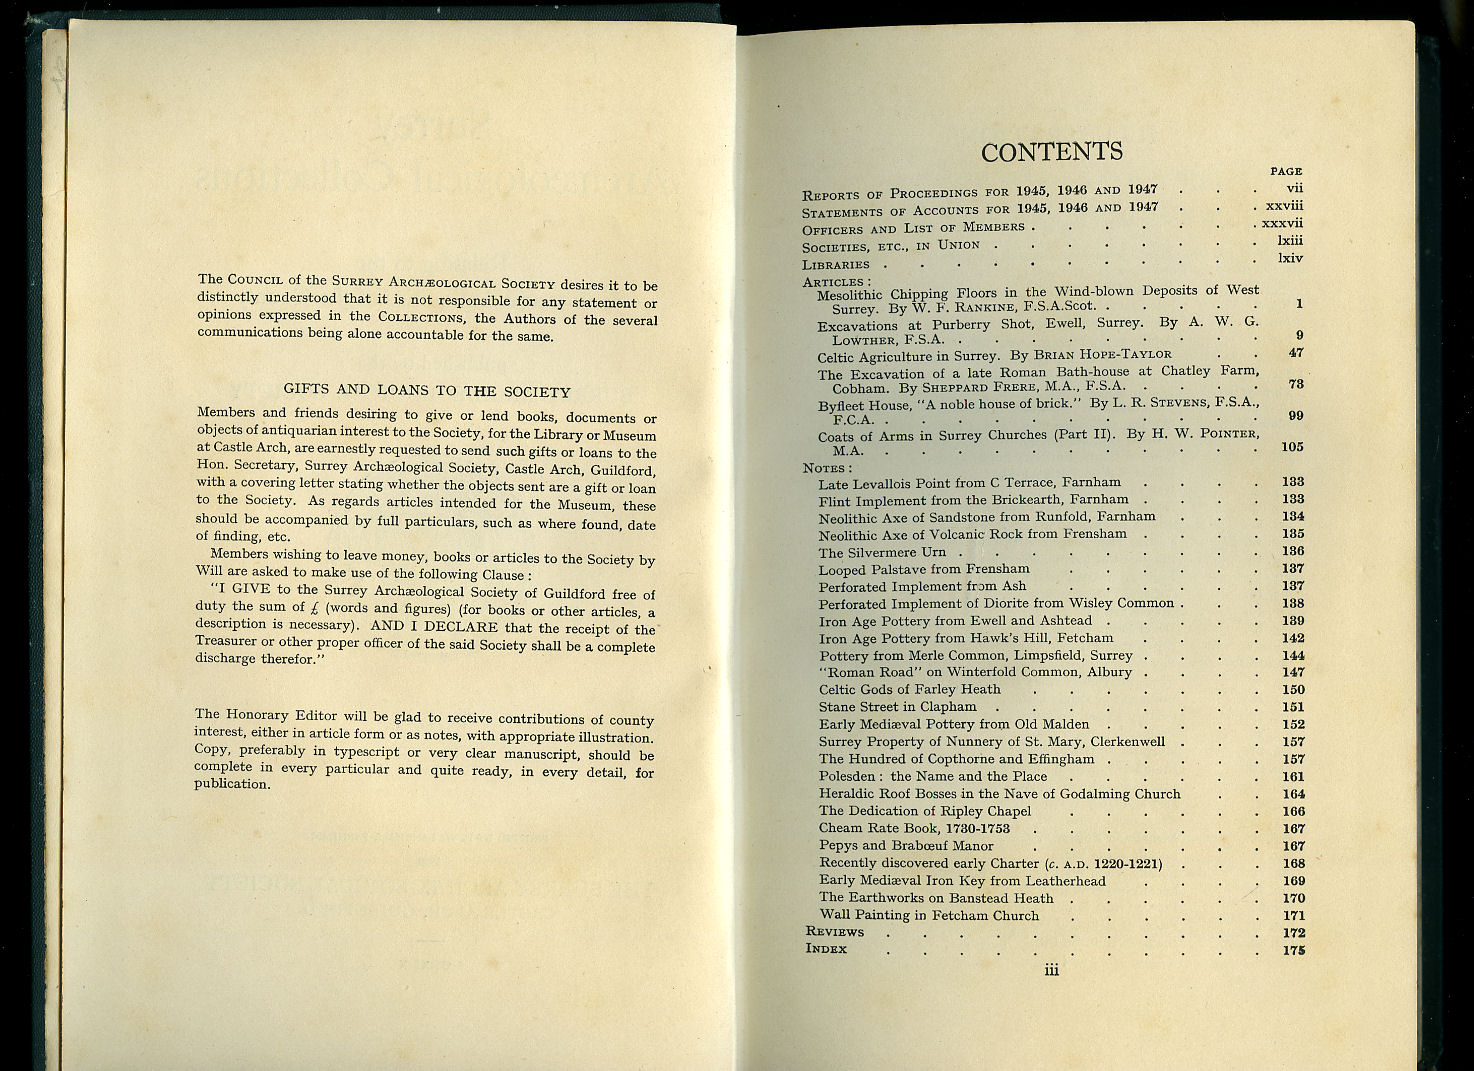 The COUNCIL of the SURREY ARCHÆOLOGICAL SOCIETY desires it to be
distinctly understood that it is not responsible for any statement or
opinions expressed in the COLLECTIONS, the Authors of the several
communications being alone accountable for the same.
GIFTS AND LOANS TO THE SOCIETY
Members and friends desiring to give or lend books, documents or
objects of antiquarian interest to the Society, for the Library or Museum
at Castle Arch, are earnestly requested to send such gifts or loans to the
Hon. Secretary, Surrey Archæological Society, Castle Arch, Guildford,
with a covering letter stating whether the objects sent are a gift or loan
to the Society. As regards articles intended for the Museum, these
should be accompanied by full particulars, such as where found, date
of finding, etc.
Members wishing to leave money, books or articles to the Society by
Will are asked to make use of the following Clause :
"I GIVE to the Surrey Archæological Society of Guildford free of
duty the sum of £ (words and figures) (for books or other articles, a
description is necessary). AND I DECLARE that the receipt of the
Treasurer or other proper officer of the said Society shall be a complete
discharge therefor."
The Honorary Editor will be glad to receive contributions of county
interest, either in article form or as notes, with appropriate illustration.
Copy, preferably in typescript or very clear manuscript, should be
complete in every particular and quite ready, in every detail, for
publication.
CONTENTS
PAGE
REPORTS OF PROCEEDINGS FOR 1945, 1946 AND 1947 . . . vii
STATEMENTS OF ACCOUNTS FOR 1945, 1946 AND 1947 . . . xxviii
OFFICERS AND LIST OF MEMBERS . . . . . . . xxxvii
SOCIETIES, ETC., IN UNION . . . . . . . . lxiii
LIBRARIES . . . . . . . . . . . lxiv
ARTICLES :
Mesolithic Chipping Floors in the Wind-blown Deposits of West
Surrey. By W. F. RANKINE, F.S.A.Scot. . . . . . 1
Excavations at Purberry Shot, Ewell, Surrey. By A. W. G.
LOWTHER, F.S.A. . . . . . . . . . 9
Celtic Agriculture in Surrey. By BRIAN HOPE-TAYLOR . . 47
The Excavation of a late Roman Bath-house at Chatley Farm,
Cobham. By SHEPPARD FRERE, M.A., F.S.A. . . . . 73
Byfleet House, "A noble house of brick." By L. R. STEVENS, F.S.A.,
F.C.A. . . . . . . . . . . . 99
Coats of Arms in Surrey Churches (Part II). By H. W. POINTER,
M.A. . . . . . . . . . . . 105
NOTES :
Late Levallois Point from C Terrace, Farnham . . . . 133
Flint Implement from the Brickearth, Farnham . . . . 133
Neolithic Axe of Sandstone from Runfold, Farnham . . . 134
Neolithic Axe of Volcanic Rock from Frensham . . . . 135
The Silvermere Urn . . . . . . . . . 136
Looped Palstave from Frensham . . . . . . 137
Perforated Implement from Ash . . . . . . 137
Perforated Implement of Diorite from Wisley Common . . . 138
Iron Age Pottery from Ewell and Ashtead . . . . . 139
Iron Age Pottery from Hawk's Hill, Fetcham . . . . 142
Pottery from Merle Common, Limpsfield, Surrey . . . . 144
"Roman Road" on Winterfold Common, Albury . . . . 147
Celtic Gods of Farley Heath . . . . . . . 150
Stane Street in Clapham . . . . . . . . 151
Early Mediæval Pottery from Old Malden . . . . . 152
Surrey Property of Nunnery of St. Mary, Clerkenwell . . . 157
The Hundred of Copthorne and Effingham . . . . . 157
Polesden : the Name and the Place . . . . . . 161
Heraldic Roof Bosses in the Nave of Godalming Church . . 164
The Dedication of Ripley Chapel . . . . . . 166
Cheam Rate Book, 1730-1753 . . . . . . . 167
Pepys and Brabœuf Manor . . . . . . . 167
Recently discovered early Charter (c. A.D. 1220-1221) . . . 168
Early Mediæval Iron Key from Leatherhead . . . . 169
The Earthworks on Banstead Heath . . . . . . 170
Wall Painting in Fetcham Church . . . . . . 171
REVIEWS . . . . . . . . . . . 172
INDEX . . . . . . . . . . . 175
iii